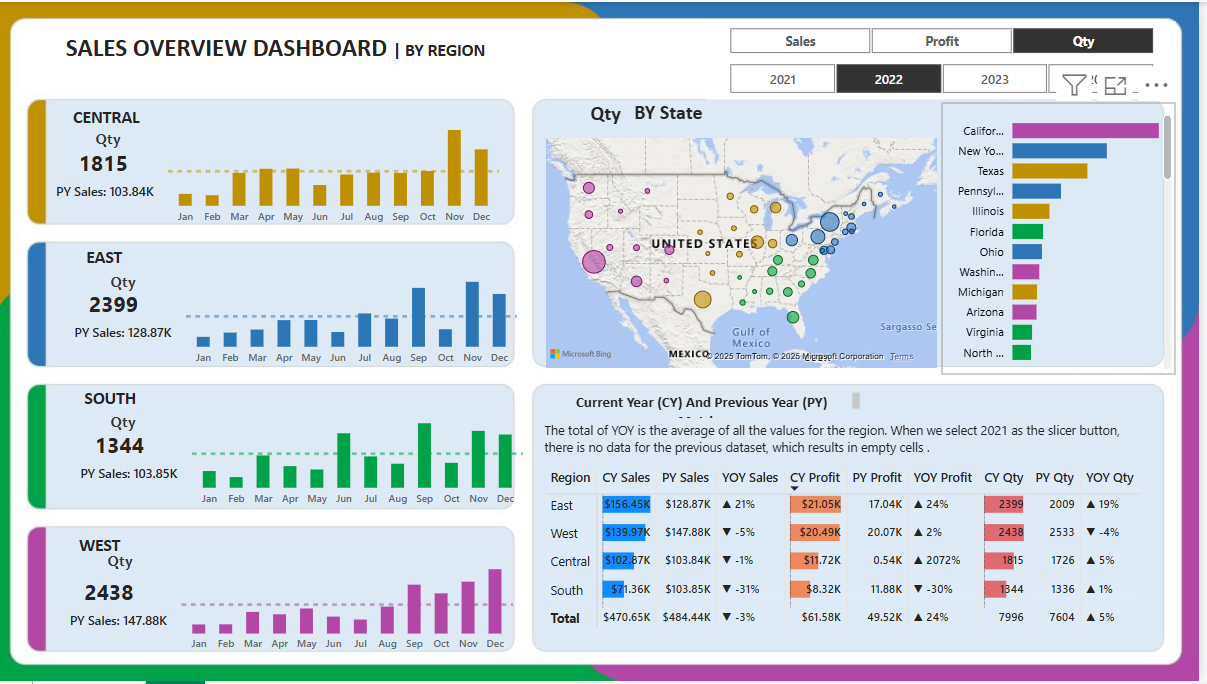 SALES OVERVIEW DASHBOARD | BY REGION
Sales Profit Qty
2021 2022 2023
CENTRAL
Qty
1815
PY Sales: 103.84K
Jan Feb Mar Apr May Jun Jul Aug Sep Oct Nov Dec
EAST
Qty
2399
PY Sales: 128.87K
Jan Feb Mar Apr May Jun Jul Aug Sep Oct Nov Dec
SOUTH
Qty
1344
PY Sales: 103.85K
Jan Feb Mar Apr May Jun Jul Aug Sep Oct Nov Dec
WEST
Qty
2438
PY Sales: 147.88K
Jan Feb Mar Apr May Jun Jul Aug Sep Oct Nov Dec
Qty BY State
UNITED STATES
Gulf of
Mexico
Sargasso Se
MEXICO
Microsoft Bing
© 2025 TomTom, © 2025 Microsoft Corporation Terms
Califor...
New Yo...
Texas
Pennsyl...
Illinois
Florida
Ohio
Washin...
Michigan
Arizona
Virginia
North ...
Current Year (CY) And Previous Year (PY)
The total of YOY is the average of all the values for the region. When we select 2021 as the slicer button,
there is no data for the previous dataset, which results in empty cells .
Region CY Sales PY Sales YOY Sales CY Profit PY Profit YOY Profit CY Qty PY Qty YOY Qty
East $156.45K $128.87K ▲ 21% $21.05K 17.04K ▲ 24% 2399 2009 ▲ 19%
West $139.97K $147.88K ▼ -5% $20.49K 20.07K ▲ 2% 2438 2533 ▼ -4%
Central $102.87K $103.84K ▼ -1% $11.72K 0.54K ▲ 2072% 1815 1726 ▲ 5%
South $71.36K $103.85K ▼ -31% $8.32K 11.88K ▼ -30% 1344 1336 ▲ 1%
Total $470.65K $484.44K ▼ -3% $61.58K 49.52K ▲ 24% 7996 7604 ▲ 5%